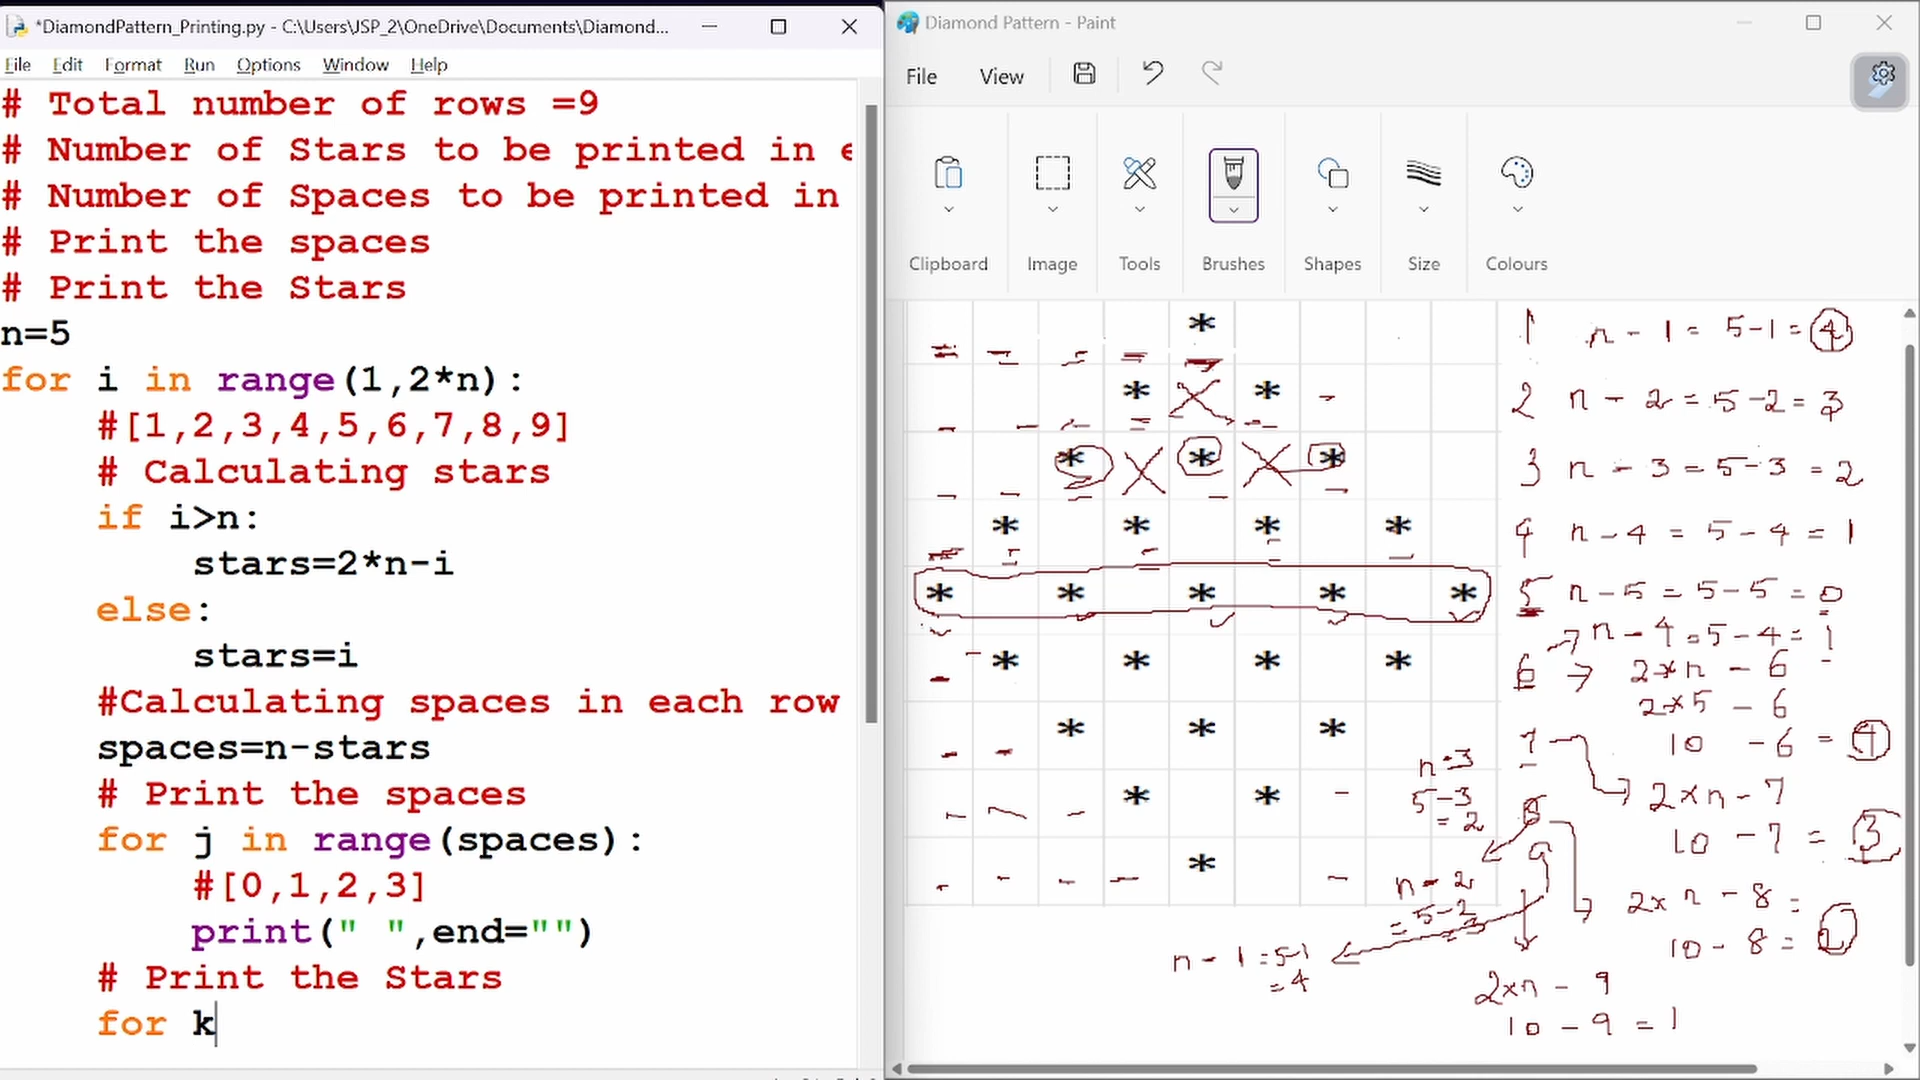 *DiamondPattern_Printing.py - C:\Users\JSP_2\OneDrive\Documents\Diamond...
File Edit Format Run Options Window Help
# Total number of rows =9
# Number of Stars to be printed in
# Number of Spaces to be printed in
# Print the spaces
# Print the Stars
n=5
for i in range(1,2*n):
    #[1,2,3,4,5,6,7,8,9]
    # Calculating stars
    if i>n:
        stars=2*n-i
    else:
        stars=i
    #Calculating spaces in each row
    spaces=n-stars
    # Print the spaces
    for j in range(spaces):
        #[0,1,2,3]
        print(" ",end="")
    # Print the Stars
    for k
Diamond Pattern - Paint
File View
Clipboard Image Tools Brushes Shapes Size Colours
*
* *
* * *
* * * *
* * * * *
* * * *
* * *
* *
*
1 n - 1 = 5-1 = 4
2 n - 2 = 5-2 = 3
3 n - 3 = 5-3 = 2
4 n - 4 = 5-4 = 1
5 n - 5 = 5-5 = 0
n - 4 = 5-4 = 1
6 → 2*n - 6
2*5 - 6
10 - 6 = 4
7
2xn - 7
10 - 7 = 3
n-3
5-3
= 2
8
2x n - 8 =
10 - 8 = 2
9
n - 2
= 5-2
= 3
n - 1 = 5-1
= 4
2xn - 9
10 - 9 = 1